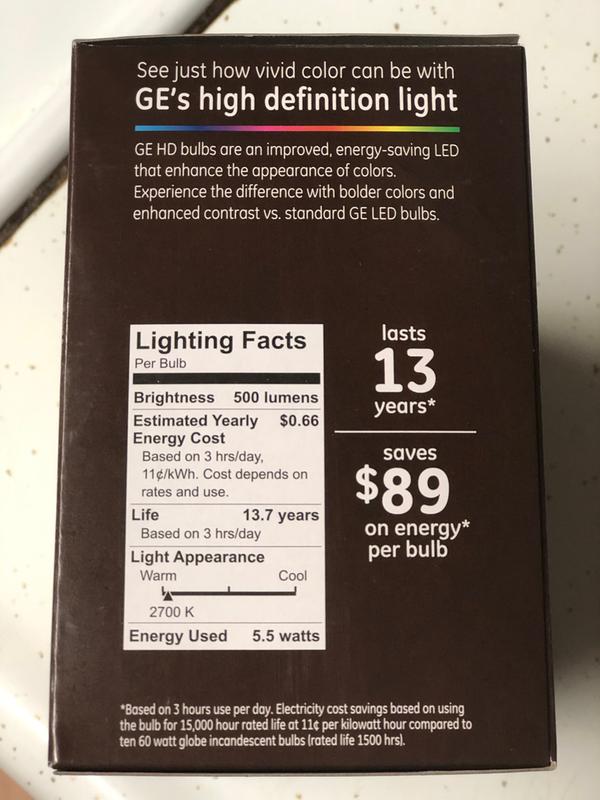 See just how vivid color can be with
GE's high definition light
GE HD bulbs are an improved, energy-saving LED
that enhance the appearance of colors.
Experience the difference with bolder colors and
enhanced contrast vs. standard GE LED bulbs.
Lighting Facts
Per Bulb
Brightness 500 lumens
Estimated Yearly $0.66
Energy Cost
Based on 3 hrs/day,
11¢/kWh. Cost depends on
rates and use.
Life 13.7 years
Based on 3 hrs/day
Light Appearance
Warm Cool
2700 K
Energy Used 5.5 watts
lasts
13
years*
saves
$89
on energy*
per bulb
*Based on 3 hours use per day. Electricity cost savings based on using
the bulb for 15,000 hour rated life at 11¢ per kilowatt hour compared to
ten 60 watt globe incandescent bulbs (rated life 1500 hrs).